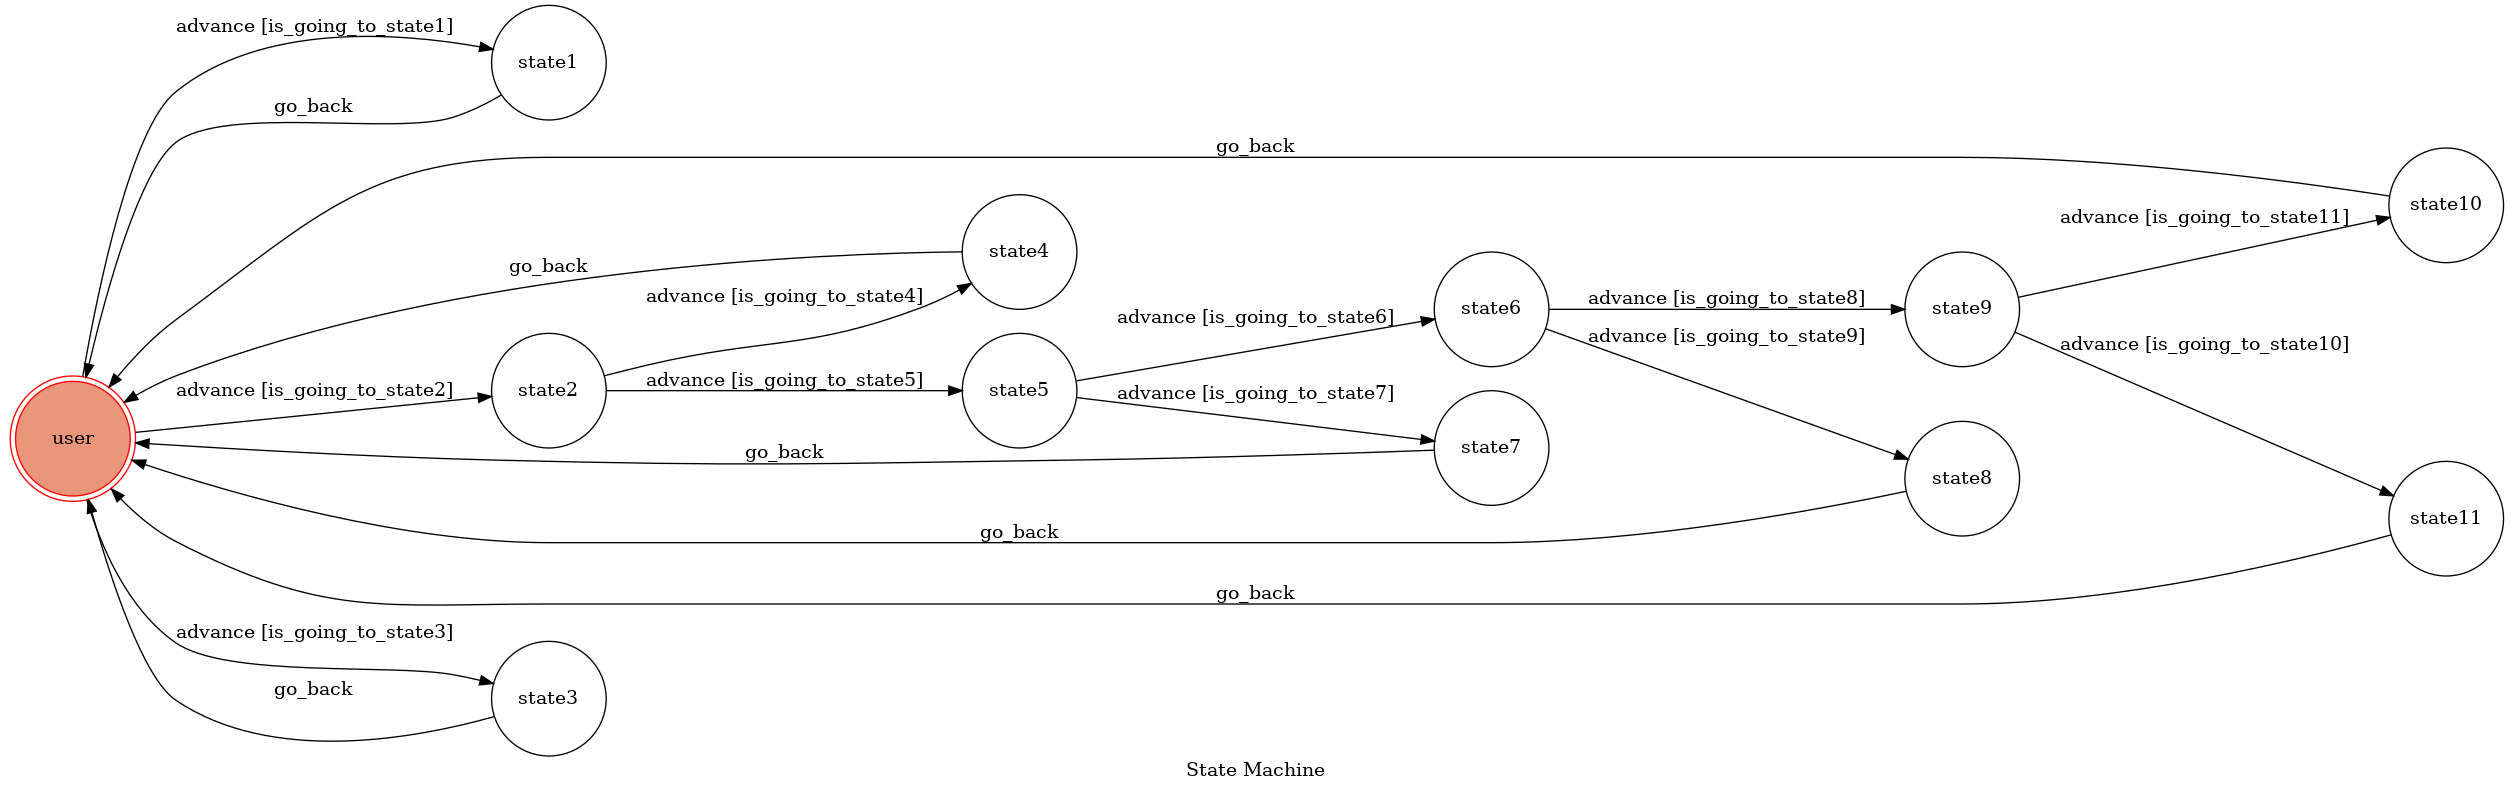 advance [is_going_to_state1]
state1
go_back
go_back
state10
advance [is_going_to_state11]
state4
go_back
advance [is_going_to_state4]
advance [is_going_to_state6]
state6
advance [is_going_to_state8]
state9
advance [is_going_to_state9]
advance [is_going_to_state10]
advance [is_going_to_state2]
state2
advance [is_going_to_state5]
state5
advance [is_going_to_state7]
user
go_back
state7
state8
go_back
state11
go_back
advance [is_going_to_state3]
go_back
state3
State Machine